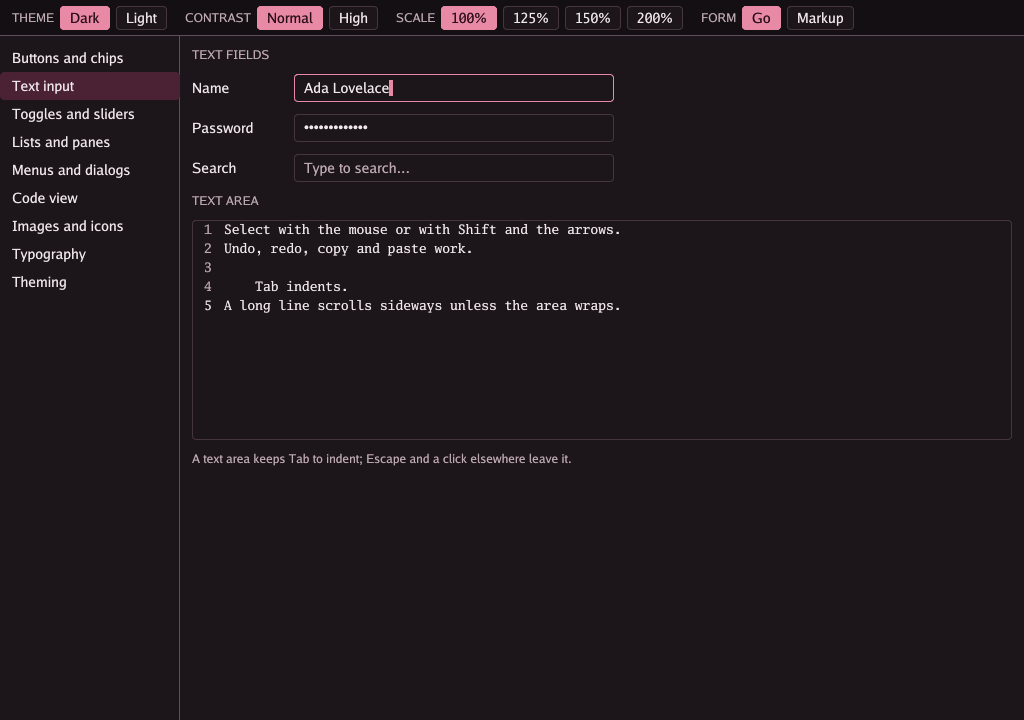 THEME Dark Light CONTRAST Normal High SCALE 100% 125% 150% 200% FORM Go Markup
Buttons and chips
Text input
Toggles and sliders
Lists and panes
Menus and dialogs
Code view
Images and icons
Typography
Theming
TEXT FIELDS
Name Ada Lovelace
Password •••••••••••••
Search Type to search...
TEXT AREA
1 Select with the mouse or with Shift and the arrows.
2 Undo, redo, copy and paste work.
3
4 Tab indents.
5 A long line scrolls sideways unless the area wraps.
A text area keeps Tab to indent; Escape and a click elsewhere leave it.